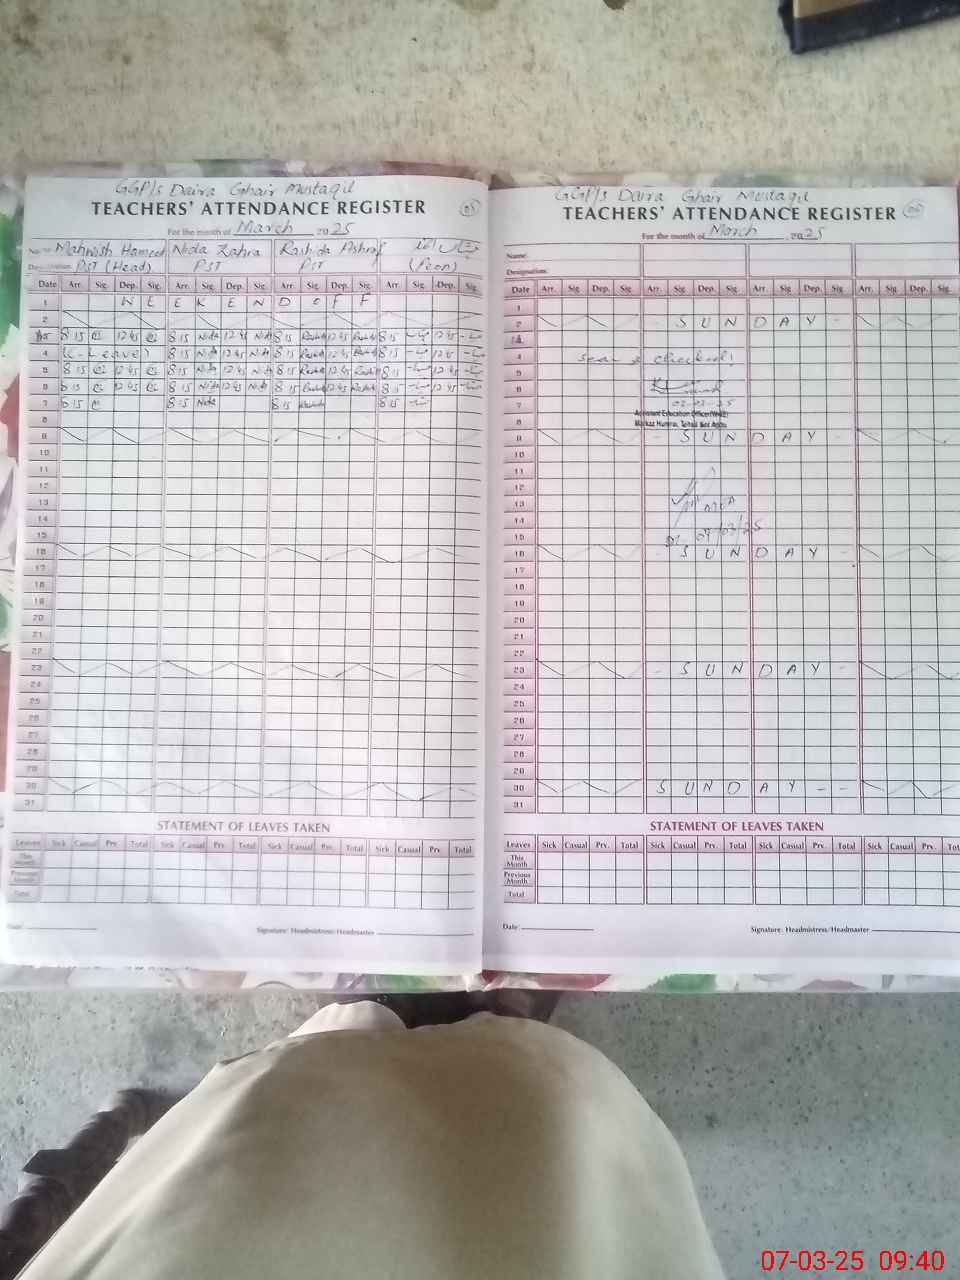 GGP/s Daira Ghair Mustaqil
TEACHERS' ATTENDANCE REGISTER
For the month of March 2025
Name: Mahwish Hameed Nida Zahra Rashida Ashraf
Designation: PST (Head) PST PST (Peon)
Date Arr. Sig. Dep. Sig. Arr. Sig. Dep. Sig. Arr. Sig. Dep. Sig. Arr. Sig. Dep. Sig.
1 W E E K E N D O F F
2
8 15 12 45 8 15 Nida 12 45 Nida 8 15 Rashida 12 45 Rashida 8 15 12 45
4 (C-Leave) 8 15 Nida 12 45 Nida 8 15 Rashida 12 45 Rashida 8 15 12 45
5 8 15 12 45 8 15 Nida 12 45 Nida 8 15 Rashida 12 45 Rashida 8 15 12 45
6 8 15 12 45 8 15 Nida 12 45 Nida 8 15 Rashida 12 45 Rashida 8 15 12 45
7 8 15 8 15 Nida 8 15 Rashida 8 15
8
9
10
11
12
13
14
15
16
17
18
19
20
21
22
23
24
25
26
27
28
29
30
31
STATEMENT OF LEAVES TAKEN
Leaves Sick Casual Prv. Total Sick Casual Prv. Total Sick Casual Prv. Total Sick Casual Prv. Total
This Month
Previous Month
Total
Date: Signature: Headmistress/Headmaster
GGP/s Daira Ghair Mustaqil
TEACHERS' ATTENDANCE REGISTER
For the month of March 2025
Name:
Designation:
Date Arr. Sig. Dep. Sig. Arr. Sig. Dep. Sig. Arr. Sig. Dep. Sig. Arr. Sig. Dep. Sig.
1
2 - S U N D A Y -
4 Seen & checked!
5
6
7
Assistant Education Officer
8 Markaz Tehsil Kot Addu
9 - S U N D A Y -
10
11
12
13 MEA
14
15 Dt. 07/03/25
16 - S U N D A Y -
17
18
19
20
21
22
23 - S U N D A Y -
24
25
26
27
28
29
30 S U N D A Y - -
31
STATEMENT OF LEAVES TAKEN
Leaves Sick Casual Prv. Total Sick Casual Prv. Total Sick Casual Prv. Total Sick Casual Prv.
This Month
Previous Month
Total
Date: Signature: Headmistress/Headmaster
07-03-25 09:40